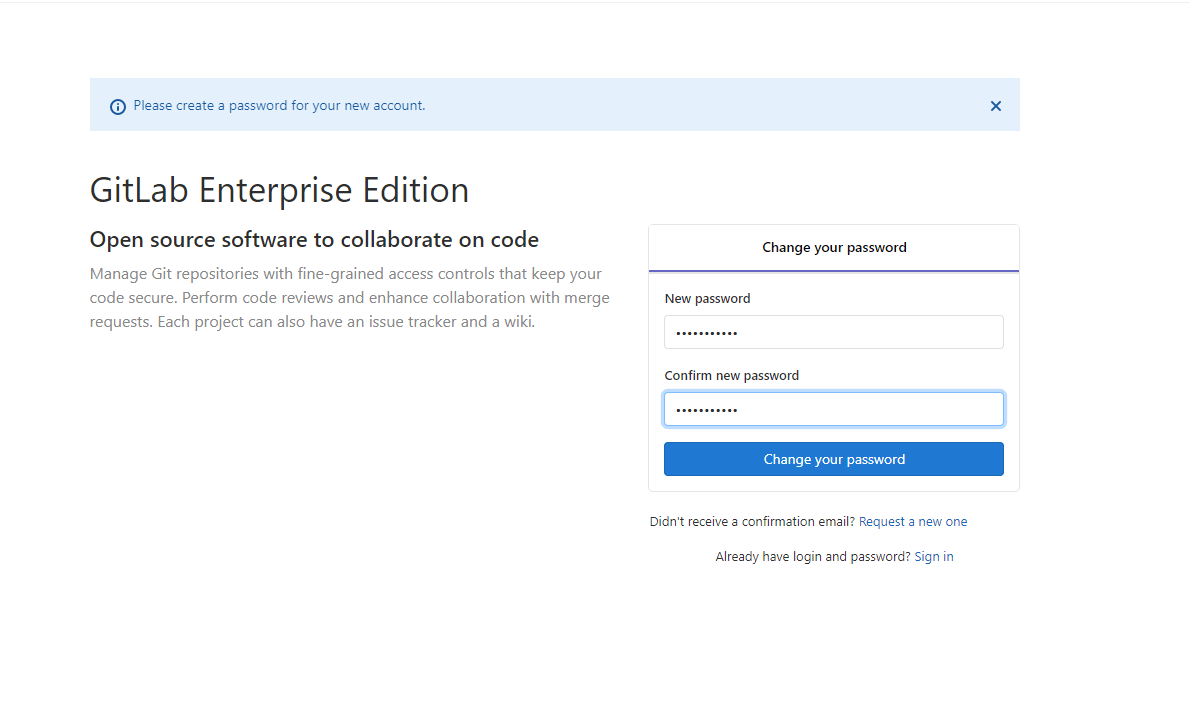 Please create a password for your new account.
GitLab Enterprise Edition
Open source software to collaborate on code
Manage Git repositories with fine-grained access controls that keep your
code secure. Perform code reviews and enhance collaboration with merge
requests. Each project can also have an issue tracker and a wiki.
Change your password
New password
•••••••••••
Confirm new password
•••••••••••
Change your password
Didn't receive a confirmation email? Request a new one
Already have login and password? Sign in